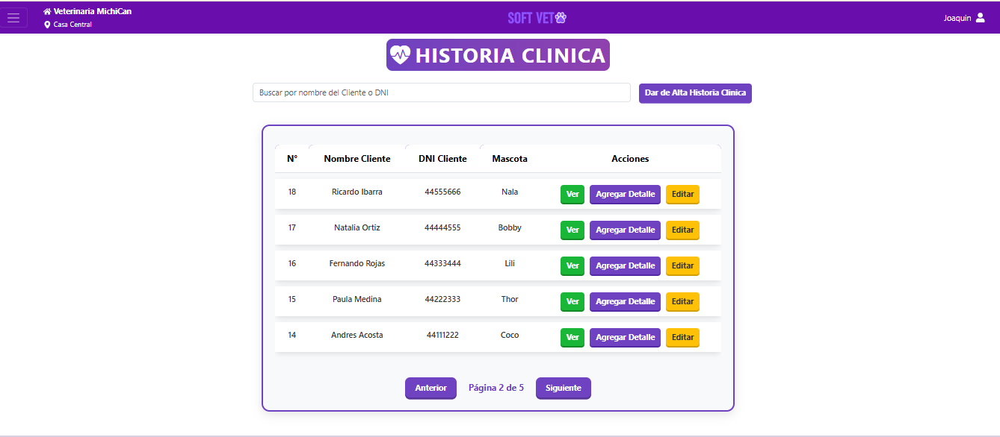 Veterinaria MichiCan
Casa Central
SOFT VET
Joaquin
HISTORIA CLINICA
Buscar por nombre del Cliente o DNI
Dar de Alta Historia Clinica
N° Nombre Cliente DNI Cliente Mascota Acciones
18 Ricardo Ibarra 44555666 Nala Ver Agregar Detalle Editar
17 Natalia Ortiz 44444555 Bobby Ver Agregar Detalle Editar
16 Fernando Rojas 44333444 Lili Ver Agregar Detalle Editar
15 Paula Medina 44222333 Thor Ver Agregar Detalle Editar
14 Andres Acosta 44111222 Coco Ver Agregar Detalle Editar
Anterior Página 2 de 5 Siguiente